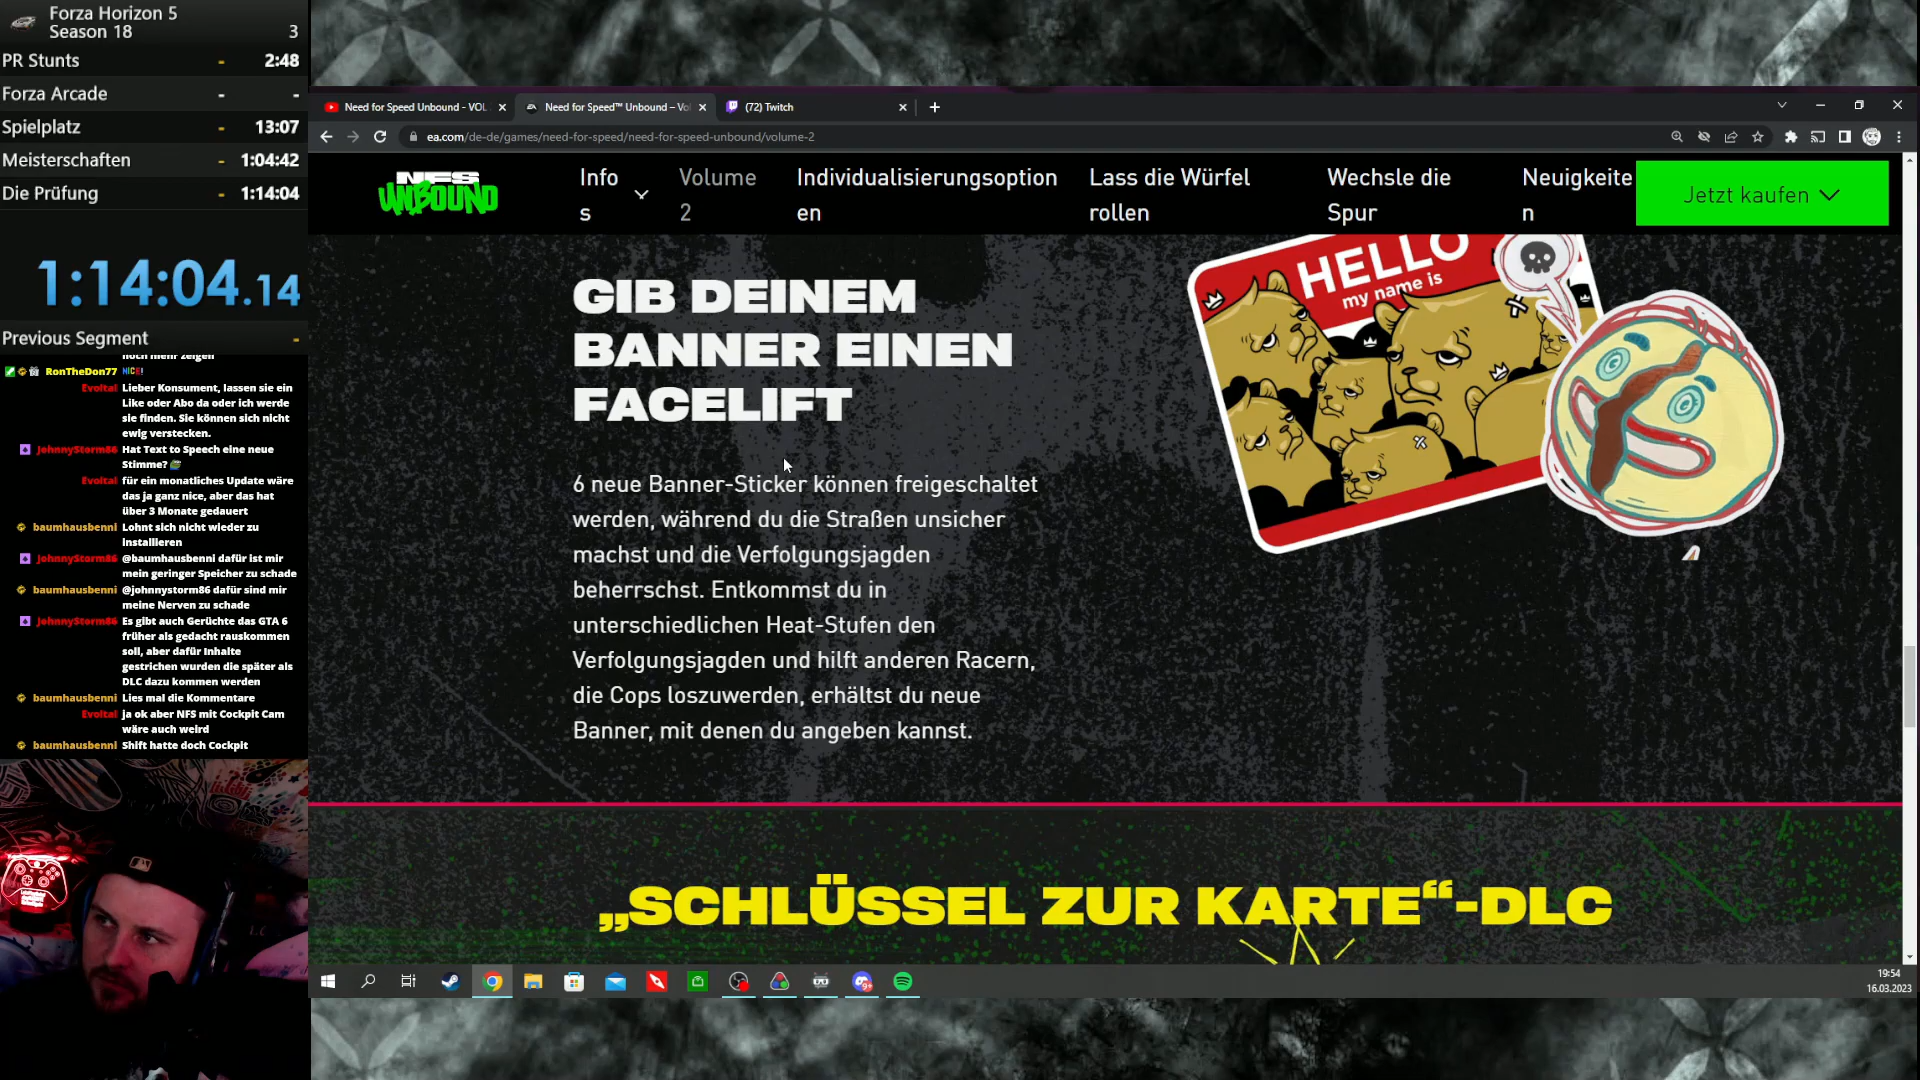 Forza Horizon 5
Season 18
3
PR Stunts - 2:48
Forza Arcade - -
Spielplatz - 13:07
Meisterschaften - 1:04:42
Die Prüfung - 1:14:04
1:14:04.14
Previous Segment -
noch mehr zeigen
RonTheDon77 NICE!
Evoltal Lieber Konsument, lassen sie ein
Like oder Abo da oder ich werde
sie finden. Sie können sich nicht
ewig verstecken.
JohnnyStorm86 Hat Text to Speech eine neue
Stimme?
Evoltal für ein monatliches Update wäre
das ja ganz nice, aber das hat
über 3 Monate gedauert
baumhausbenni Lohnt sich nicht wieder zu
installieren
JohnnyStorm86 @baumhausbenni dafür ist mir
mein geringer Speicher zu schade
baumhausbenni @johnnystorm86 dafür sind mir
meine Nerven zu schade
JohnnyStorm86 Es gibt auch Gerüchte das GTA 6
früher als gedacht rauskommen
soll, aber dafür Inhalte
gestrichen wurden die später als
DLC dazu kommen werden
baumhausbenni Lies mal die Kommentare
Evoltal ja ok aber NFS mit Cockpit Cam
wäre auch weird
baumhausbenni Shift hatte doch Cockpit
Need for Speed Unbound - VOL
Need for Speed™ Unbound – Vol
(72) Twitch
ea.com/de-de/games/need-for-speed/need-for-speed-unbound/volume-2
NFS
UNBOUND
Info
s
Volume
2
Individualisierungsoption
en
Lass die Würfel
rollen
Wechsle die
Spur
Neuigkeite
n
Jetzt kaufen
GIB DEINEM
BANNER EINEN
FACELIFT
HELLO
my name is
6 neue Banner-Sticker können freigeschaltet
werden, während du die Straßen unsicher
machst und die Verfolgungsjagden
beherrschst. Entkommst du in
unterschiedlichen Heat-Stufen den
Verfolgungsjagden und hilft anderen Racern,
die Cops loszuwerden, erhältst du neue
Banner, mit denen du angeben kannst.
„SCHLÜSSEL ZUR KARTE“-DLC
9+
19:54
16.03.2023